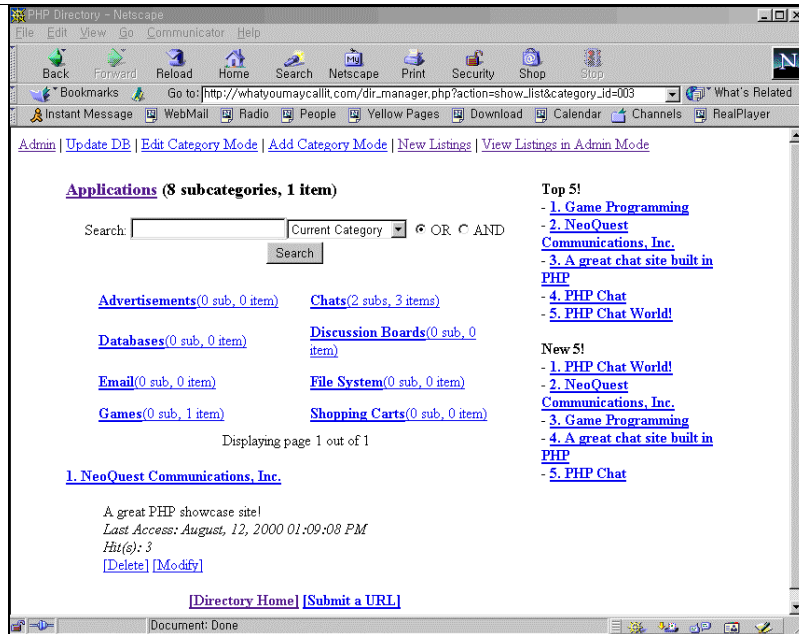 PHP Directory - Netscape
File Edit View Go Communicator Help
Back Forward Reload Home Search Netscape Print Security Shop Stop
My
N
Bookmarks Go to: http://whatyoumaycallit.com/dir_manager.php?action=show_list&category_id=003 What's Related
Instant Message WebMail Radio People Yellow Pages Download Calendar Channels RealPlayer
Admin | Update DB | Edit Category Mode | Add Category Mode | New Listings | View Listings in Admin Mode
Applications (8 subcategories, 1 item)
Search: Current Category OR AND
Search
Advertisements(0 sub, 0 item) Chats(2 subs, 3 items)
Databases(0 sub, 0 item) Discussion Boards(0 sub, 0
item)
Email(0 sub, 0 item) File System(0 sub, 0 item)
Games(0 sub, 1 item) Shopping Carts(0 sub, 0 item)
Displaying page 1 out of 1
1. NeoQuest Communications, Inc.
A great PHP showcase site!
Last Access: August, 12, 2000 01:09:08 PM
Hit(s): 3
[Delete] [Modify]
[Directory Home] [Submit a URL]
Top 5!
- 1. Game Programming
- 2. NeoQuest
Communications, Inc.
- 3. A great chat site built in
PHP
- 4. PHP Chat
- 5. PHP Chat World!
New 5!
- 1. PHP Chat World!
- 2. NeoQuest
Communications, Inc.
- 3. Game Programming
- 4. A great chat site built in
PHP
- 5. PHP Chat
Document: Done